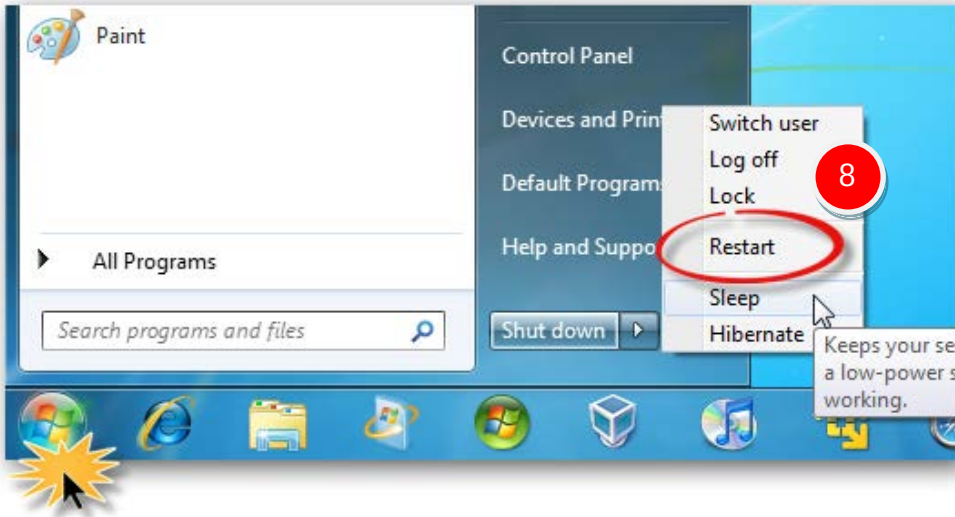 Paint
Control Panel
Devices and Print
Default Program
Help and Suppo
Switch user
Log off
Lock
8
Restart
Sleep
Hibernate
All Programs
Search programs and files
Shut down
Keeps your se
a low-power s
working.